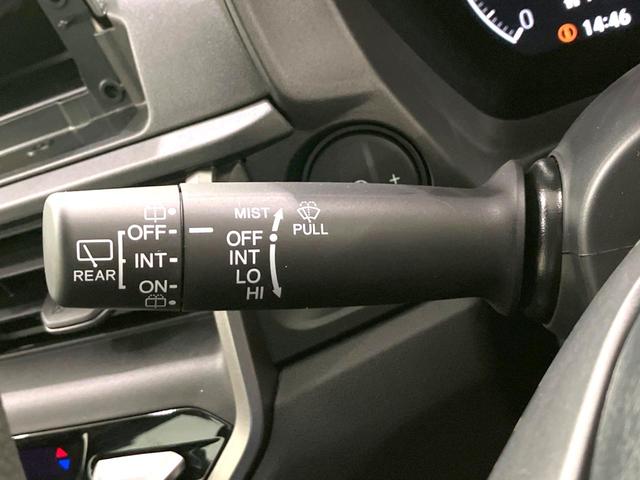 0
14:46
MIST
PULL
OFF
INT
LO
HI
OFF
INT
ON
REAR